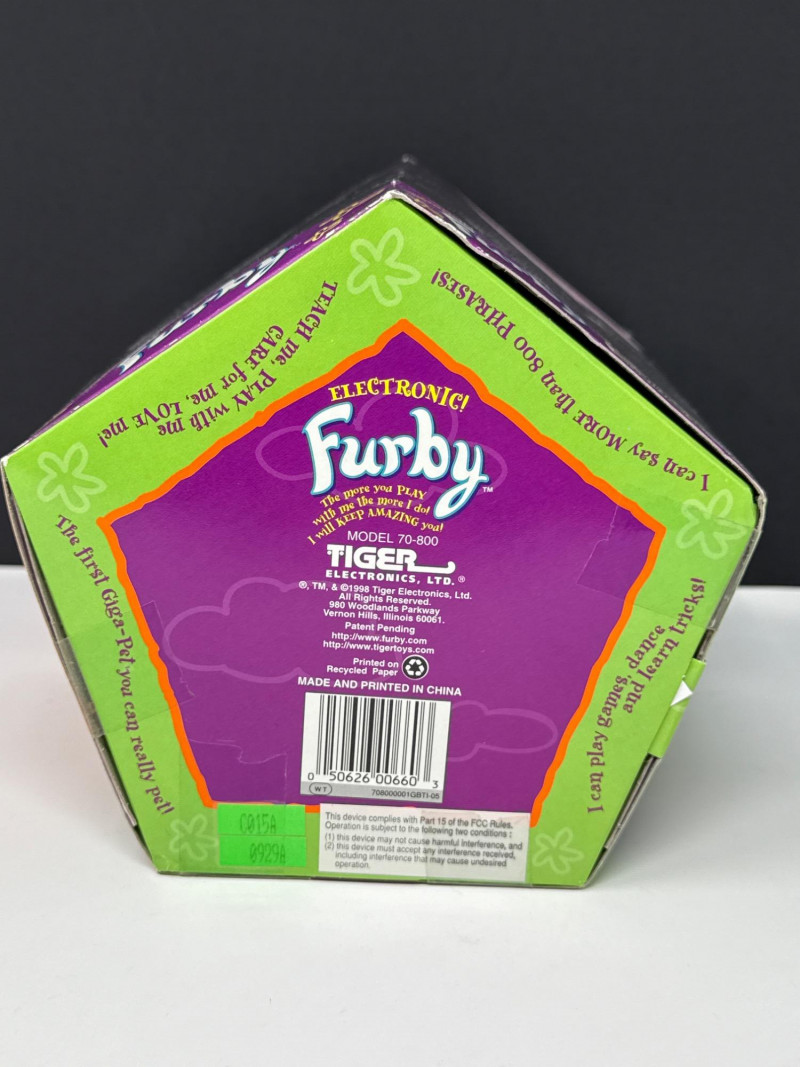 TEACH me, PLAY with me
CARE for me, LOVE me!
I can say MORE than 800 PHRASES!
The first Giga-Pet you can really pet!
I can play games, dance
and learn tricks!
ELECTRONIC!
Furby™
The more you PLAY
with me the more I do!
I will KEEP AMAZING you!
MODEL 70-800
TIGER
ELECTRONICS, LTD.®
®, TM, & ©1998 Tiger Electronics, Ltd.
All Rights Reserved.
980 Woodlands Parkway
Vernon Hills, Illinois 60061.
Patent Pending
http://www.furby.com
http://www.tigertoys.com
Printed on
Recycled Paper
MADE AND PRINTED IN CHINA
0 50626 00660 3
WT
708000001GBTI-05
C015A
0929A
This device complies with Part 15 of the FCC Rules.
Operation is subject to the following two conditions :
(1) this device may not cause harmful interference, and
(2) this device must accept any interference received,
including interference that may cause undesired
operation.